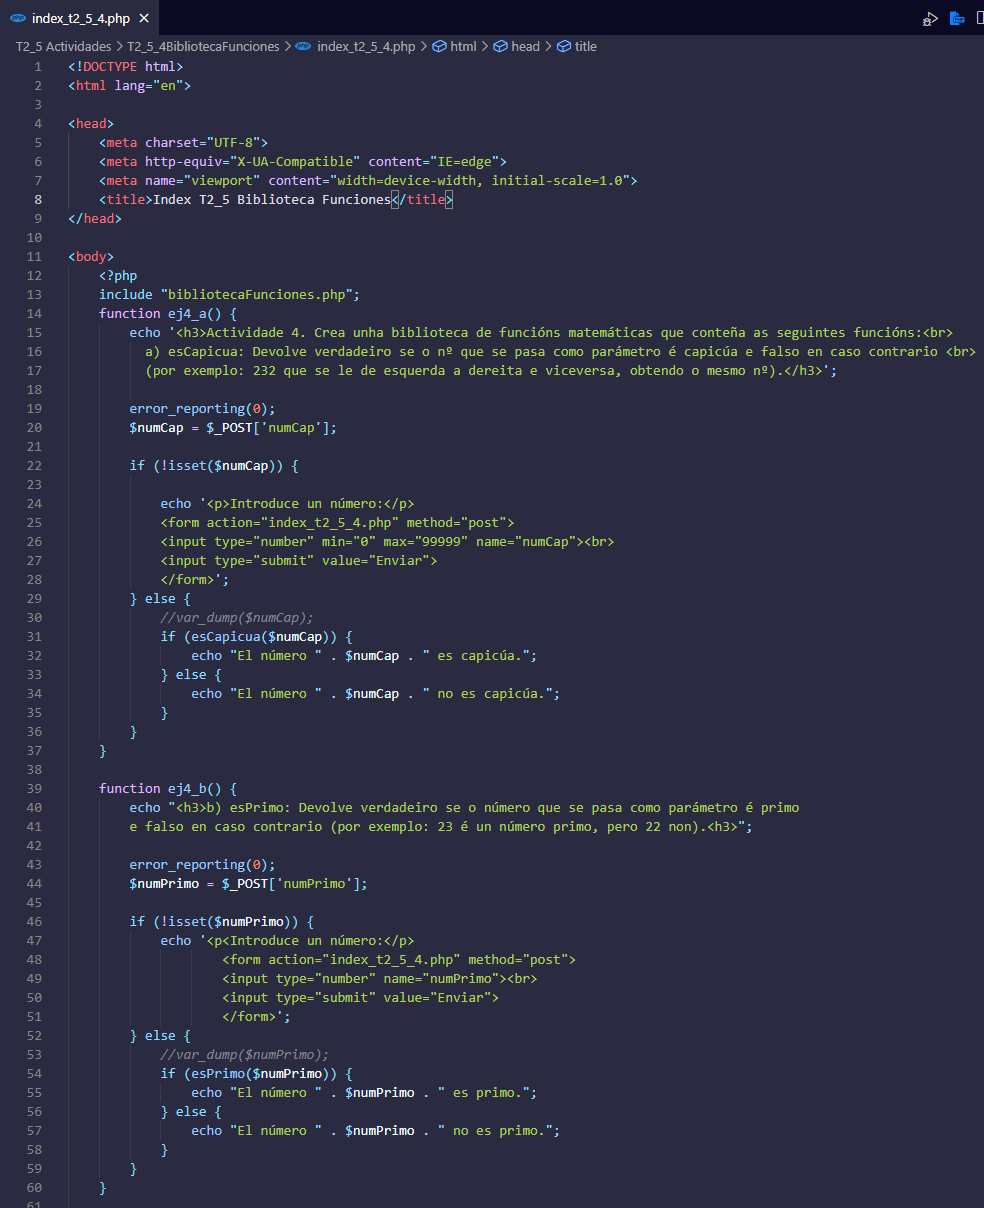 index_t2_5_4.php
T2_5 Actividades > T2_5_4BibliotecaFunciones > index_t2_5_4.php > html > head > title
1 <!DOCTYPE html>
2 <html lang="en">
3
4 <head>
5 <meta charset="UTF-8">
6 <meta http-equiv="X-UA-Compatible" content="IE=edge">
7 <meta name="viewport" content="width=device-width, initial-scale=1.0">
8 <title>Index T2_5 Biblioteca Funciones</title>
9 </head>
10
11 <body>
12 <?php
13 include "bibliotecaFunciones.php";
14 function ej4_a() {
15 echo '<h3>Actividade 4. Crea unha biblioteca de funcións matemáticas que conteña as seguintes funcións:<br>
16 a) esCapicua: Devolve verdadeiro se o nº que se pasa como parámetro é capicúa e falso en caso contrario <br>
17 (por exemplo: 232 que se le de esquerda a dereita e viceversa, obtendo o mesmo nº).</h3>';
18
19 error_reporting(0);
20 $numCap = $_POST['numCap'];
21
22 if (!isset($numCap)) {
23
24 echo '<p>Introduce un número:</p>
25 <form action="index_t2_5_4.php" method="post">
26 <input type="number" min="0" max="99999" name="numCap"><br>
27 <input type="submit" value="Enviar">
28 </form>';
29 } else {
30 //var_dump($numCap);
31 if (esCapicua($numCap)) {
32 echo "El número " . $numCap . " es capicúa.";
33 } else {
34 echo "El número " . $numCap . " no es capicúa.";
35 }
36 }
37 }
38
39 function ej4_b() {
40 echo "<h3>b) esPrimo: Devolve verdadeiro se o número que se pasa como parámetro é primo
41 e falso en caso contrario (por exemplo: 23 é un número primo, pero 22 non).<h3>";
42
43 error_reporting(0);
44 $numPrimo = $_POST['numPrimo'];
45
46 if (!isset($numPrimo)) {
47 echo '<p<Introduce un número:</p>
48 <form action="index_t2_5_4.php" method="post">
49 <input type="number" name="numPrimo"><br>
50 <input type="submit" value="Enviar">
51 </form>';
52 } else {
53 //var_dump($numPrimo);
54 if (esPrimo($numPrimo)) {
55 echo "El número " . $numPrimo . " es primo.";
56 } else {
57 echo "El número " . $numPrimo . " no es primo.";
58 }
59 }
60 }
61